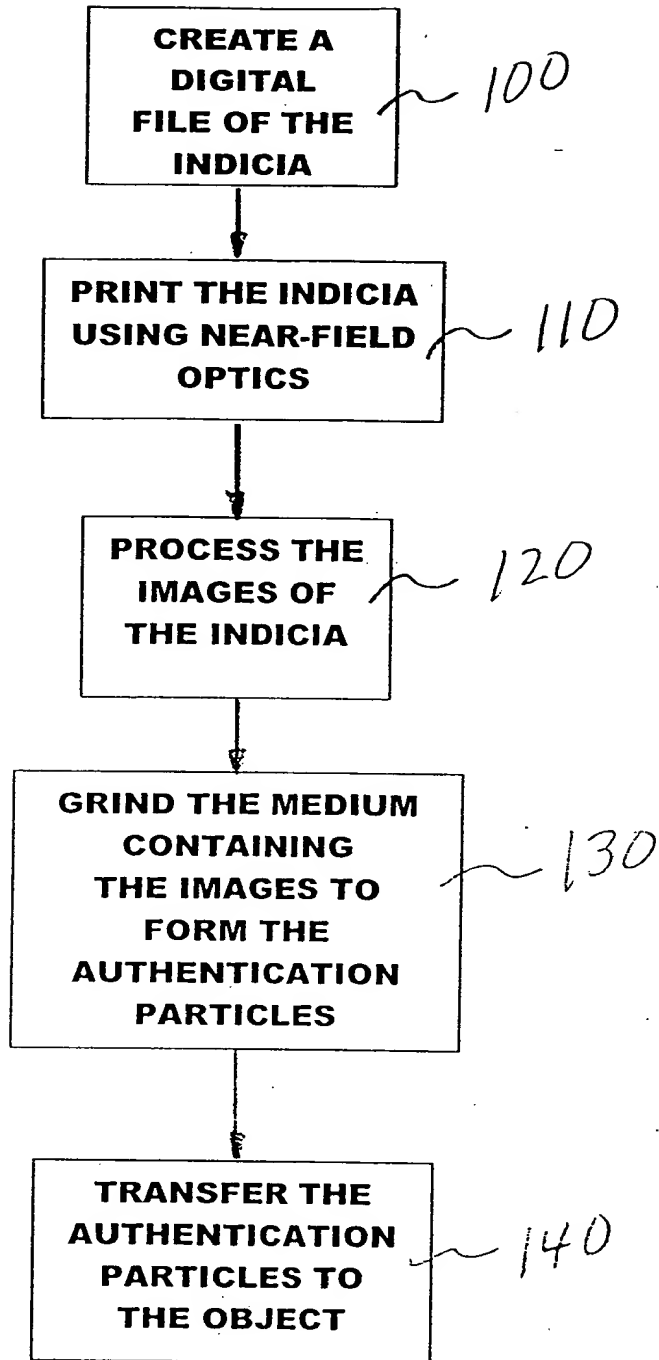 CREATE A
DIGITAL
FILE OF THE
INDICIA
100
PRINT THE INDICIA
USING NEAR-FIELD
OPTICS
110
PROCESS THE
IMAGES OF
THE INDICIA
120
GRIND THE MEDIUM
CONTAINING
THE IMAGES TO
FORM THE
AUTHENTICATION
PARTICLES
130
TRANSFER THE
AUTHENTICATION
PARTICLES TO
THE OBJECT
140